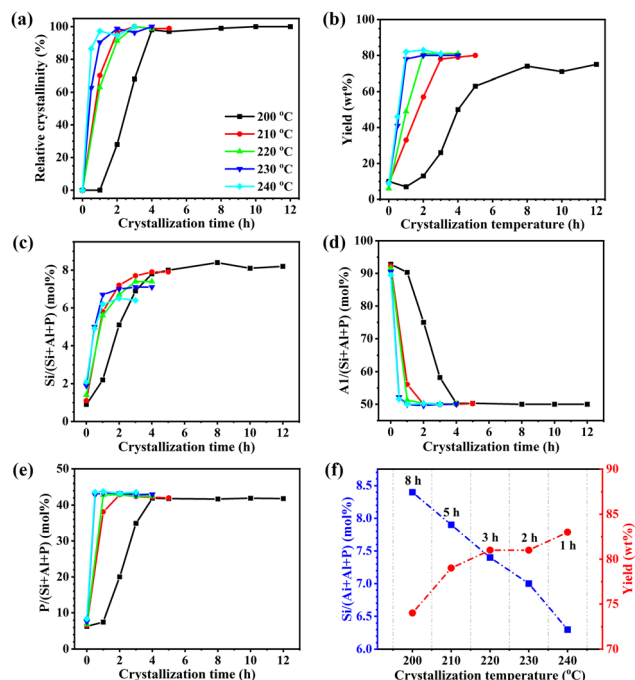 (a)
100
80
60
40
20
0
Relative crystallinity (%)
200 °C
210 °C
220 °C
230 °C
240 °C
0 2 4 6 8 10 12
Crystallization time (h)
(b)
100
80
60
40
20
0
Yield (wt%)
0 2 4 6 8 10 12
Crystallization temperature (h)
(c)
8
6
4
2
0
Si/(Si+Al+P) (mol%)
0 2 4 6 8 10 12
Crystallization time (h)
(d)
100
90
80
70
60
50
40
A1/(Si+Al+P) (mol%)
0 2 4 6 8 10 12
Crystallization time (h)
(e)
50
40
30
20
10
0
P/(Si+Al+P) (mol%)
0 2 4 6 8 10 12
Crystallization time (h)
(f)
8.5
8.0
7.5
7.0
6.5
6.0
Si/(Ai+Al+P) (mol%)
8 h
5 h
3 h
2 h
1 h
90
85
80
75
70
Yield (wt%)
200 210 220 230 240
Crystallization temperature (°C)